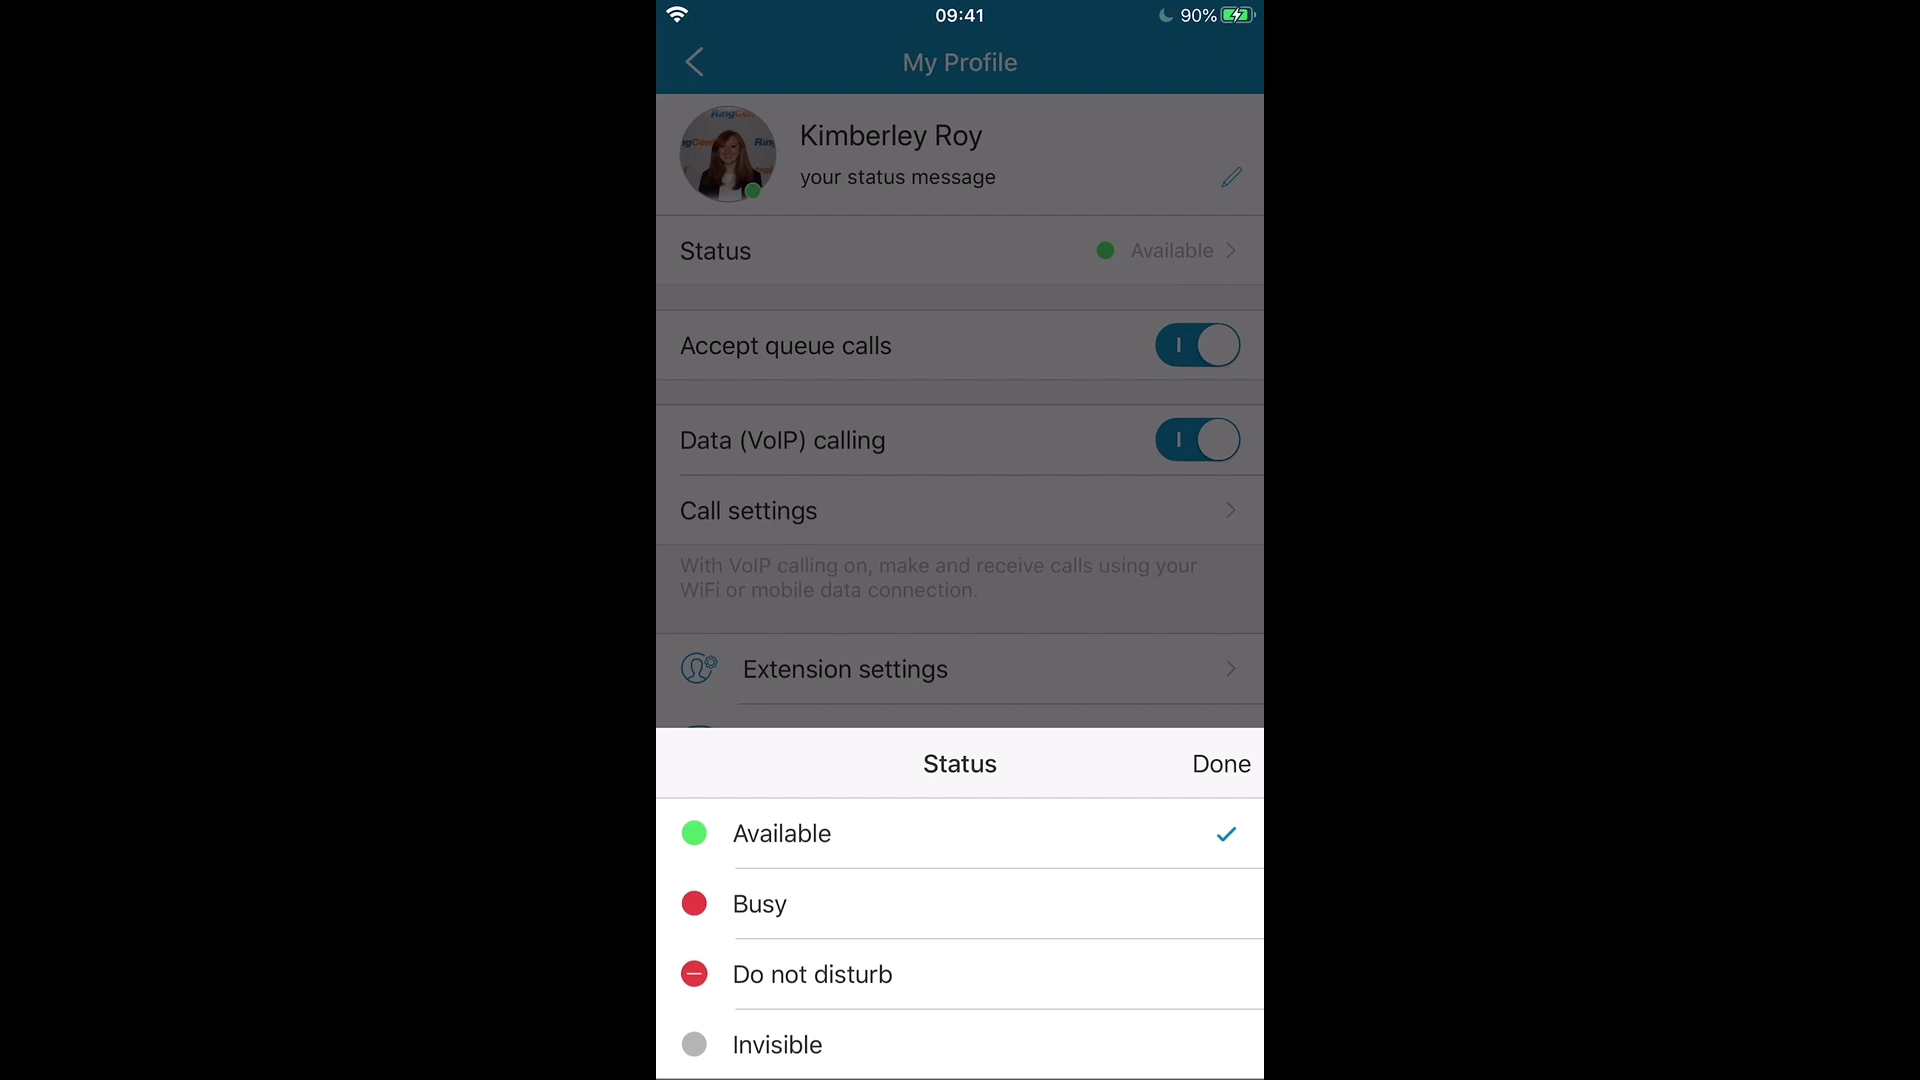 09:41
90%
My Profile
RingCen
Kimberley Roy
your status message
Status
Available
Accept queue calls
Data (VoIP) calling
Call settings
With VoIP calling on, make and receive calls using your
WiFi or mobile data connection.
Extension settings
Status
Done
Available
Busy
Do not disturb
Invisible